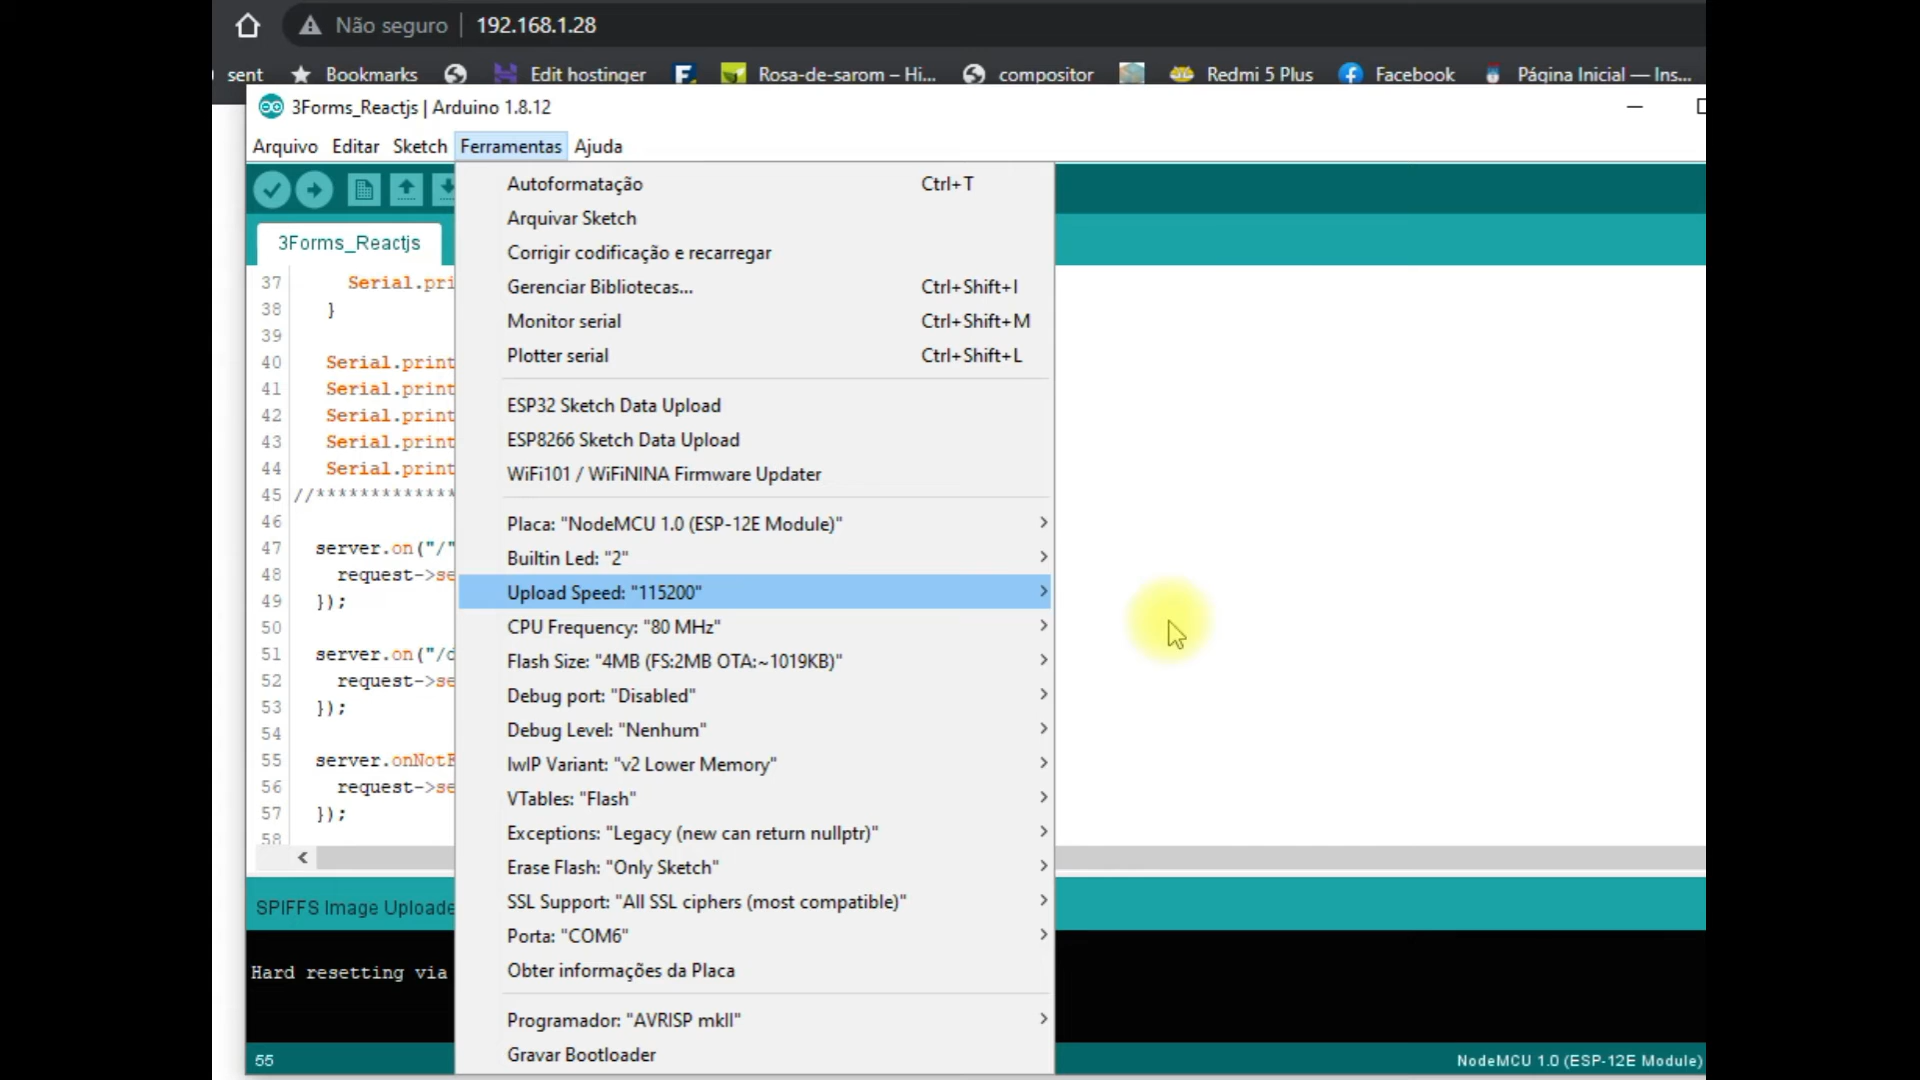 Não seguro | 192.168.1.28
sent Bookmarks Edit hostinger Rosa-de-sarom – Hi... compositor Redmi 5 Plus Facebook Página Inicial — Ins...
3Forms_Reactjs | Arduino 1.8.12
Arquivo Editar Sketch Ferramentas Ajuda
3Forms_Reactjs
Autoformatação Ctrl+T
Arquivar Sketch
Corrigir codificação e recarregar
Gerenciar Bibliotecas... Ctrl+Shift+I
Monitor serial Ctrl+Shift+M
Plotter serial Ctrl+Shift+L
ESP32 Sketch Data Upload
ESP8266 Sketch Data Upload
WiFi101 / WiFiNINA Firmware Updater
Placa: "NodeMCU 1.0 (ESP-12E Module)"
Builtin Led: "2"
Upload Speed: "115200"
CPU Frequency: "80 MHz"
Flash Size: "4MB (FS:2MB OTA:~1019KB)"
Debug port: "Disabled"
Debug Level: "Nenhum"
lwIP Variant: "v2 Lower Memory"
VTables: "Flash"
Exceptions: "Legacy (new can return nullptr)"
Erase Flash: "Only Sketch"
SSL Support: "All SSL ciphers (most compatible)"
Porta: "COM6"
Obter informações da Placa
Programador: "AVRISP mkII"
Gravar Bootloader
37 Serial.pri
38 }
39
40 Serial.print
41 Serial.print
42 Serial.print
43 Serial.print
44 Serial.print
45 //*************
46
47 server.on("/"
48 request->se
49 });
50
51 server.on("/d
52 request->se
53 });
54
55 server.onNotF
56 request->se
57 });
58
SPIFFS Image Uploade
Hard resetting via
55 NodeMCU 1.0 (ESP-12E Module)